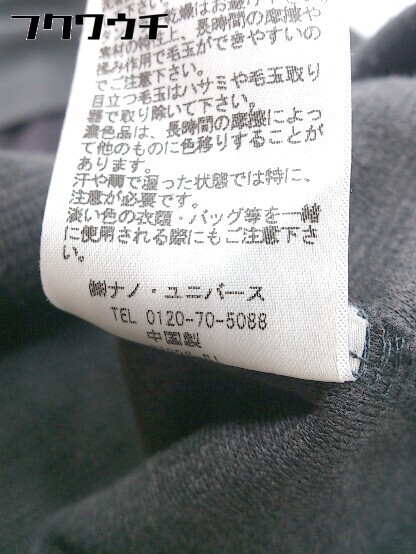 フクワウチ
乾燥はお避け下
素材の特性上、長時間の摩擦や
揉み作用で毛玉ができやすいの
でご注意下さい。
目立つ毛玉はハサミや毛玉取り
器で取り除いて下さい。
濃色品は、長時間の摩擦によっ
て他のものに色移りすることが
あります。
汗や雨で湿った状態では特に、
注意が必要です。
淡い色の衣類・バッグ等を一緒
に使用される際にもご注意下さ
い。
㈱ナノ・ユニバース
TEL 0120-70-5088
中国製